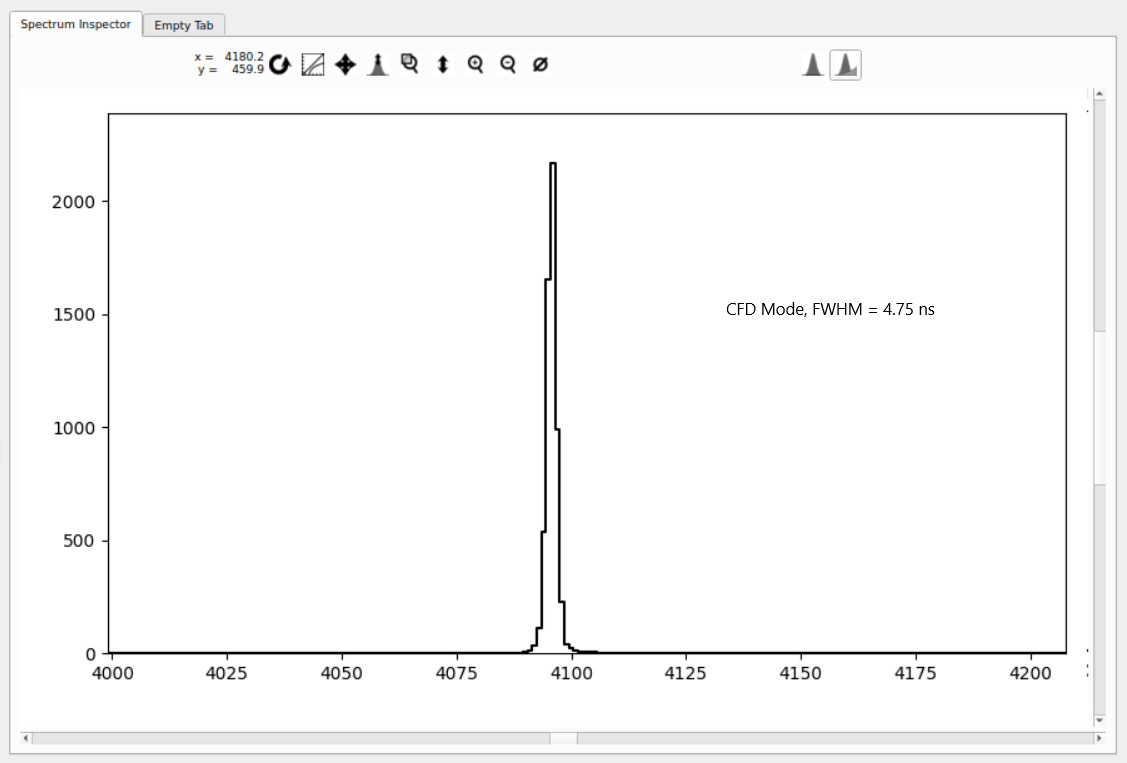 Spectrum Inspector
Empty Tab
x = 4180.2
y = 459.9
2000
1500
1000
500
0
CFD Mode, FWHM = 4.75 ns
4000 4025 4050 4075 4100 4125 4150 4175 4200